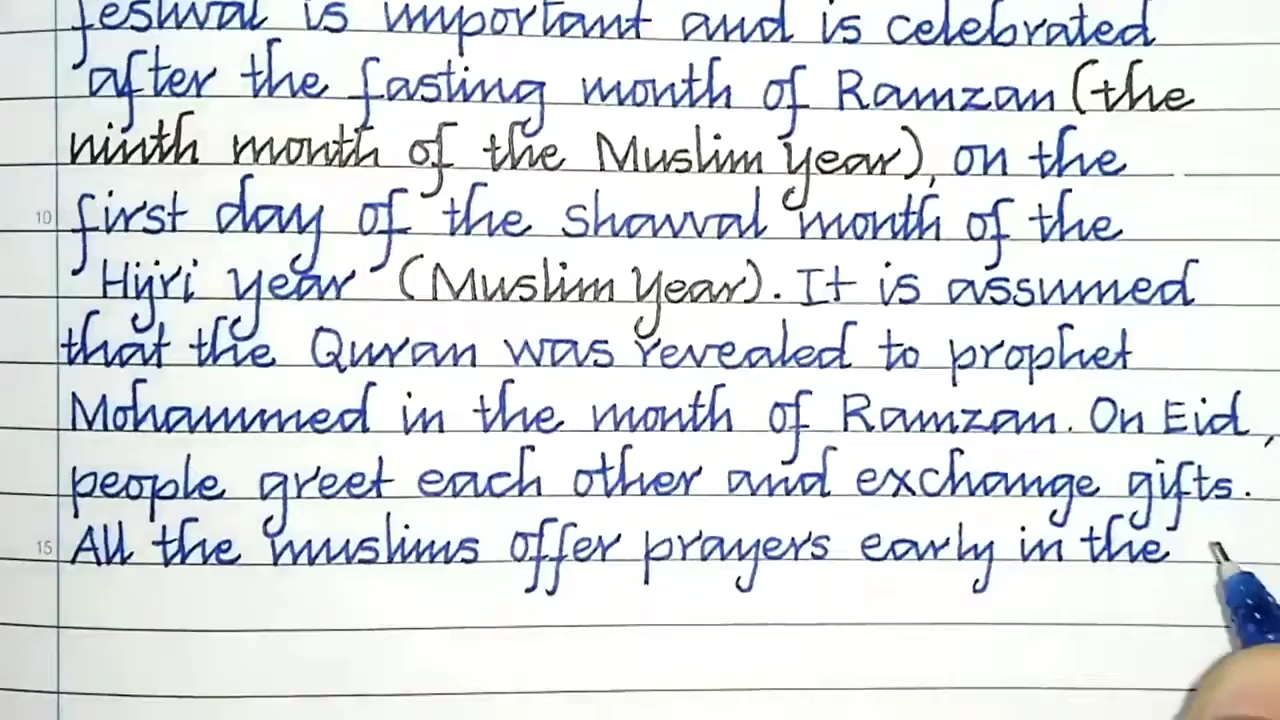 festival is important and is celebrated
after the fasting month of Ramzan (the
ninth month of the Muslim year), on the
10 first day of the shawal month of the
Hijri year (Muslim Year). It is assumed
that the Quran was revealed to prophet
Mohammed in the month of Ramzan. On Eid,
people greet each other and exchange gifts.
15 All the muslims offer prayers early in the